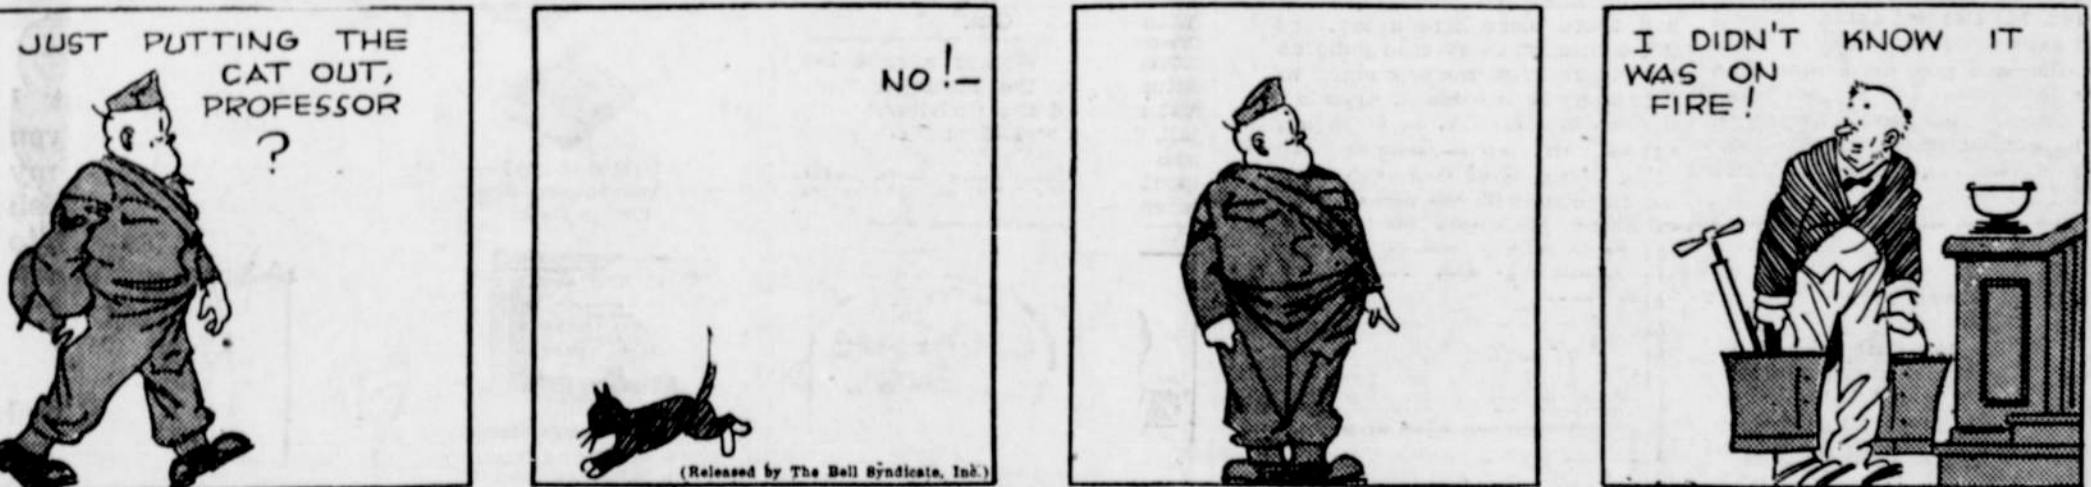 JUST PUTTING THE
CAT OUT,
PROFESSOR
?
NO!–
(Released by The Bell Syndicate, Inc.)
I DIDN'T KNOW IT
WAS ON
FIRE!